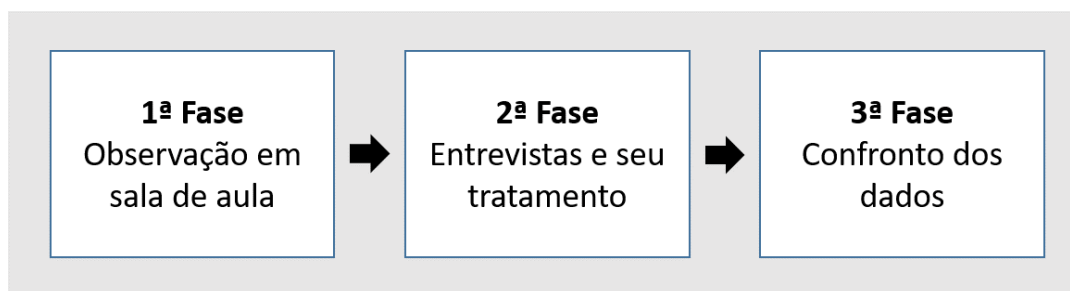 1ª Fase
Observação em
sala de aula
2ª Fase
Entrevistas e seu
tratamento
3ª Fase
Confronto dos
dados